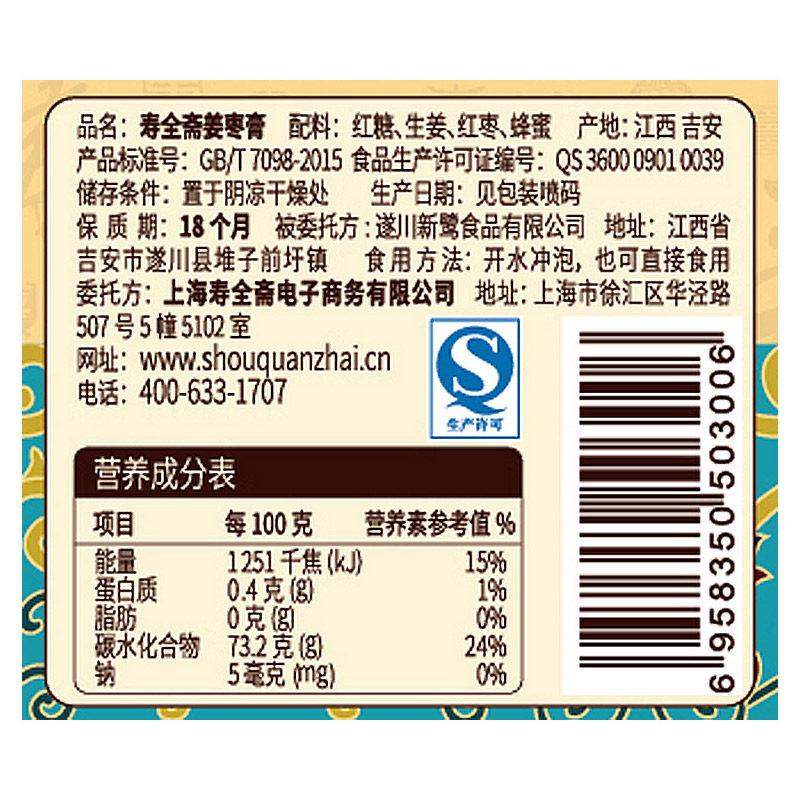 品名：寿全斋姜枣膏 配料：红糖、生姜、红枣、蜂蜜 产地：江西 吉安
产品标准号：GB/T 7098-2015 食品生产许可证编号：QS 3600 0901 0039
储存条件：置于阴凉干燥处 生产日期：见包装喷码
保 质 期：18个月 被委托方：遂川新鹭食品有限公司 地址：江西省
吉安市遂川县堆子前圩镇 食用方法：开水冲泡，也可直接食用
委托方：上海寿全斋电子商务有限公司 地址：上海市徐汇区华泾路
507 号 5 幢 5102 室
网址：www.shouquanzhai.cn
电话：400-633-1707
生产许可
营养成分表
项目 每 100 克 营养素参考值 %
能量 1251 千焦 (kJ) 15%
蛋白质 0.4 克 (g) 1%
脂肪 0 克 (g) 0%
碳水化合物 73.2 克 (g) 24%
钠 5 毫克 (mg) 0%
6 958350 503006